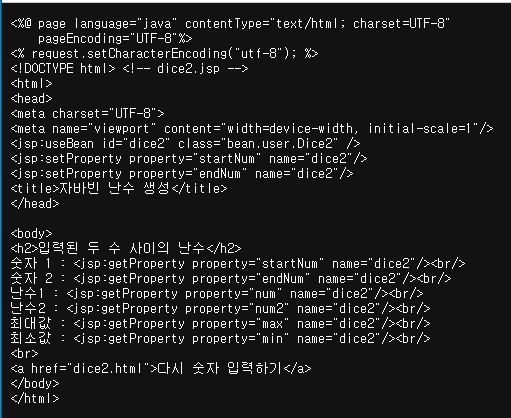 <%@ page language="java" contentType="text/html; charset=UTF-8"
pageEncoding="UTF-8"%>
<% request.setCharacterEncoding("utf-8"); %>
<!DOCTYPE html> <!-- dice2.jsp -->
<html>
<head>
<meta charset="UTF-8">
<meta name="viewport" content="width=device-width, initial-scale=1"/>
<jsp:useBean id="dice2" class="bean.user.Dice2" />
<jsp:setProperty property="startNum" name="dice2"/>
<jsp:setProperty property="endNum" name="dice2"/>
<title>자바빈 난수 생성</title>
</head>

<body>
<h2>입력된 두 수 사이의 난수</h2>
숫자 1 : <jsp:getProperty property="startNum" name="dice2"/><br/>
숫자 2 : <jsp:getProperty property="endNum" name="dice2"/><br/>
난수1 : <jsp:getProperty property="num" name="dice2"/><br/>
난수2 : <jsp:getProperty property="num2" name="dice2"/><br/>
최대값 : <jsp:getProperty property="max" name="dice2"/><br/>
최소값 : <jsp:getProperty property="min" name="dice2"/><br/>
<br>
<a href="dice2.html">다시 숫자 입력하기</a>
</body>
</html>